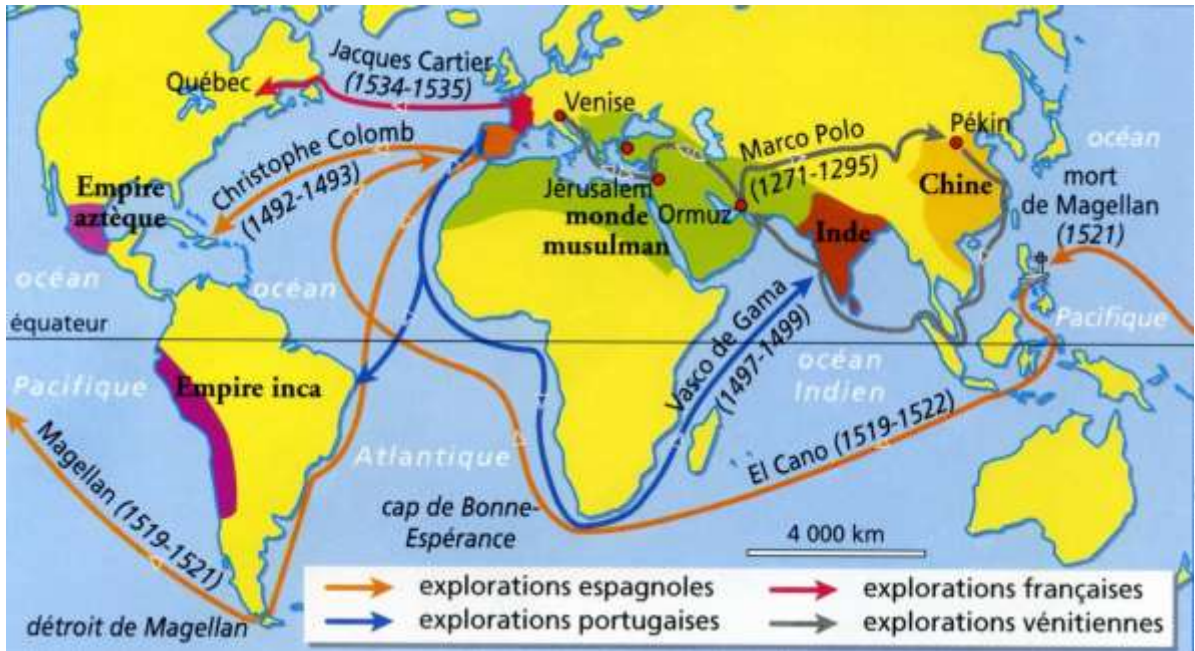 Jacques Cartier
(1534-1535)
Québec
Venise
Christophe Colomb
(1492-1493)
Marco Polo
(1271-1295)
Pékin
océan
Empire
aztèque
Jérusalem
monde
musulman
Ormuz
Chine
Inde
mort
de Magellan
(1521)
océan
océan
équateur
Pacifique
Vasco de Gama
(1497-1499)
océan
Indien
Pacifique
Empire inca
Magellan (1519-1521)
Atlantique
El Cano (1519-1522)
cap de Bonne-
Espérance
4 000 km
détroit de Magellan
explorations espagnoles
explorations françaises
explorations portugaises
explorations vénitiennes